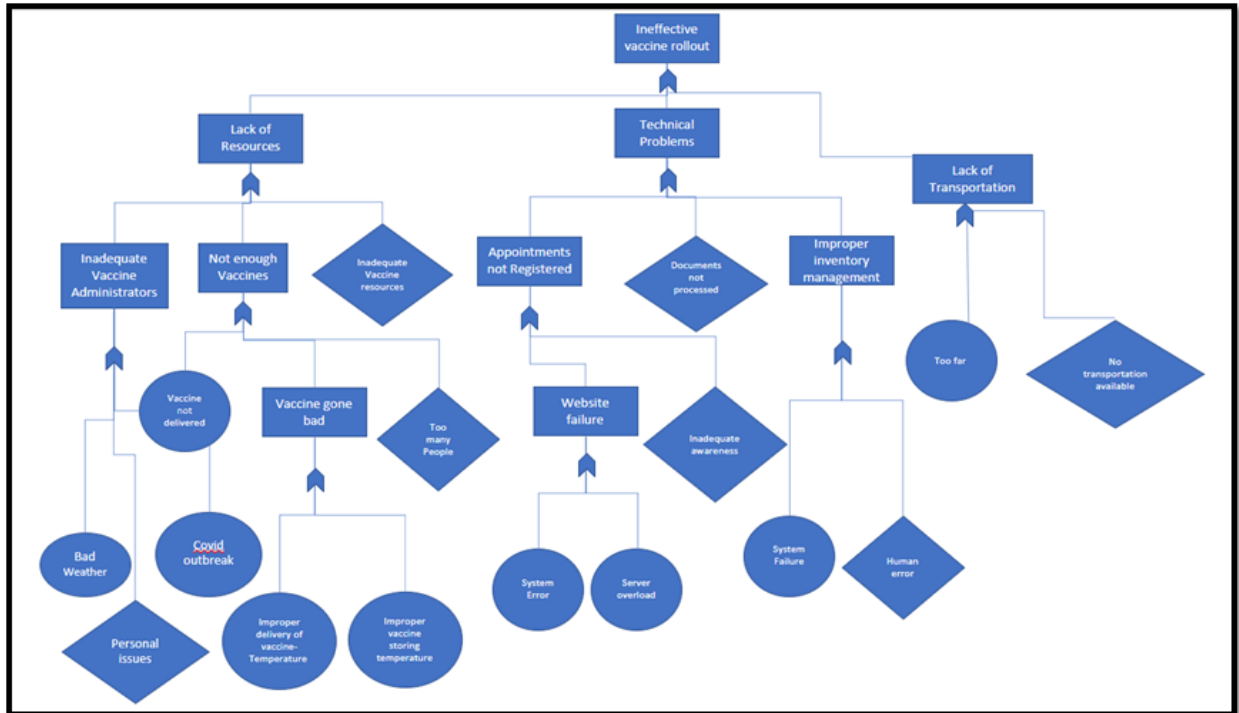 Ineffective
vaccine rollout
Lack of
Resources
Technical
Problems
Lack of
Transportation
Inadequate
Vaccine
Administrators
Not enough
Vaccines
Inadequate
Vaccine
resources
Appointments
not Registered
Documents
not
processed
Improper
inventory
management
Too far
No
transportation
available
Vaccine
not
delivered
Vaccine gone
bad
Too
many
People
Website
failure
Inadequate
awareness
Bad
Weather
Covid
outbreak
System
Error
Server
overload
System
Failure
Human
error
Personal
issues
Improper
delivery of
vaccine-
Temperature
Improper
vaccine
storing
temperature